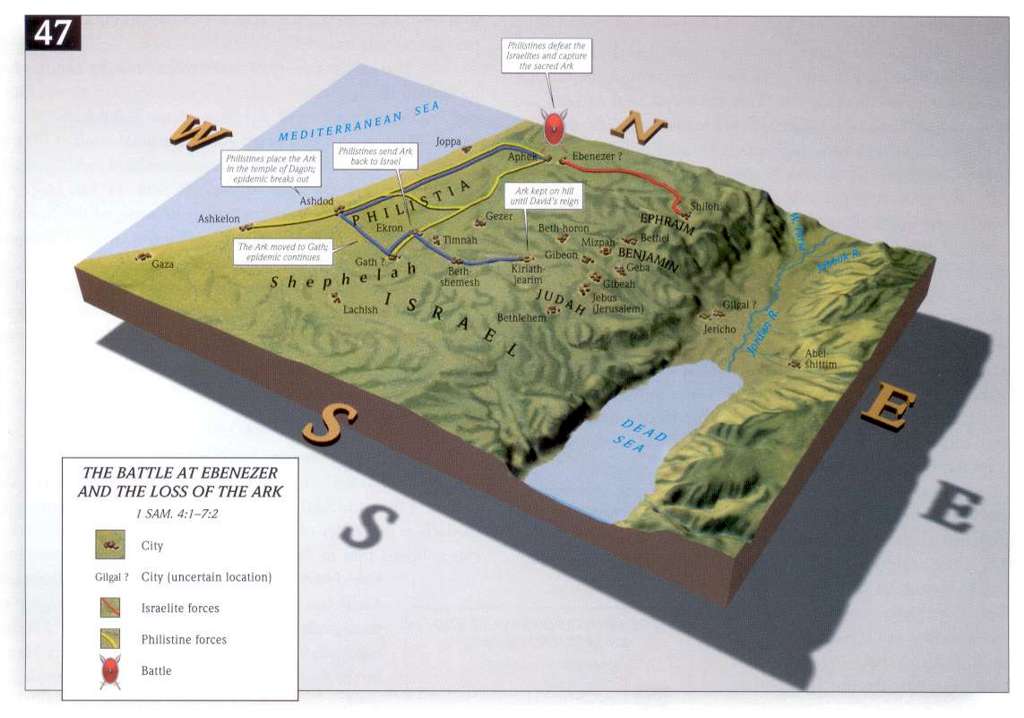 47
Philistines defeat the
Israelites and capture
the sacred Ark
W
N
MEDITERRANEAN SEA
Joppa
Aphek
Ebenezer ?
Philistines place the Ark
in the temple of Dagon;
epidemic breaks out
Philistines send Ark
back to Israel
Ark kept on hill
until David's reign
PHILISTIA
Ashdod
Shiloh
EPHRAIM
Ashkelon
Ekron
Gezer
Beth-horon
Bethel
Mizpah
Timnah
The Ark moved to Gath;
epidemic continues
Gaza
Gath ?
Gibeon
BENJAMIN
Geba
Jabbok R.
Shephelah
Beth-
shemesh
Kiriath-
jearim
Gibeah
Lachish
JUDAH
Jebus
(Jerusalem)
Gilgal ?
Bethlehem
Jericho
Jordan R.
ISRAEL
Abel-
shittim
DEAD
SEA
S
E
S
E
THE BATTLE AT EBENEZER
AND THE LOSS OF THE ARK
1 SAM. 4:1–7:2
City
Gilgal ? City (uncertain location)
Israelite forces
Philistine forces
Battle